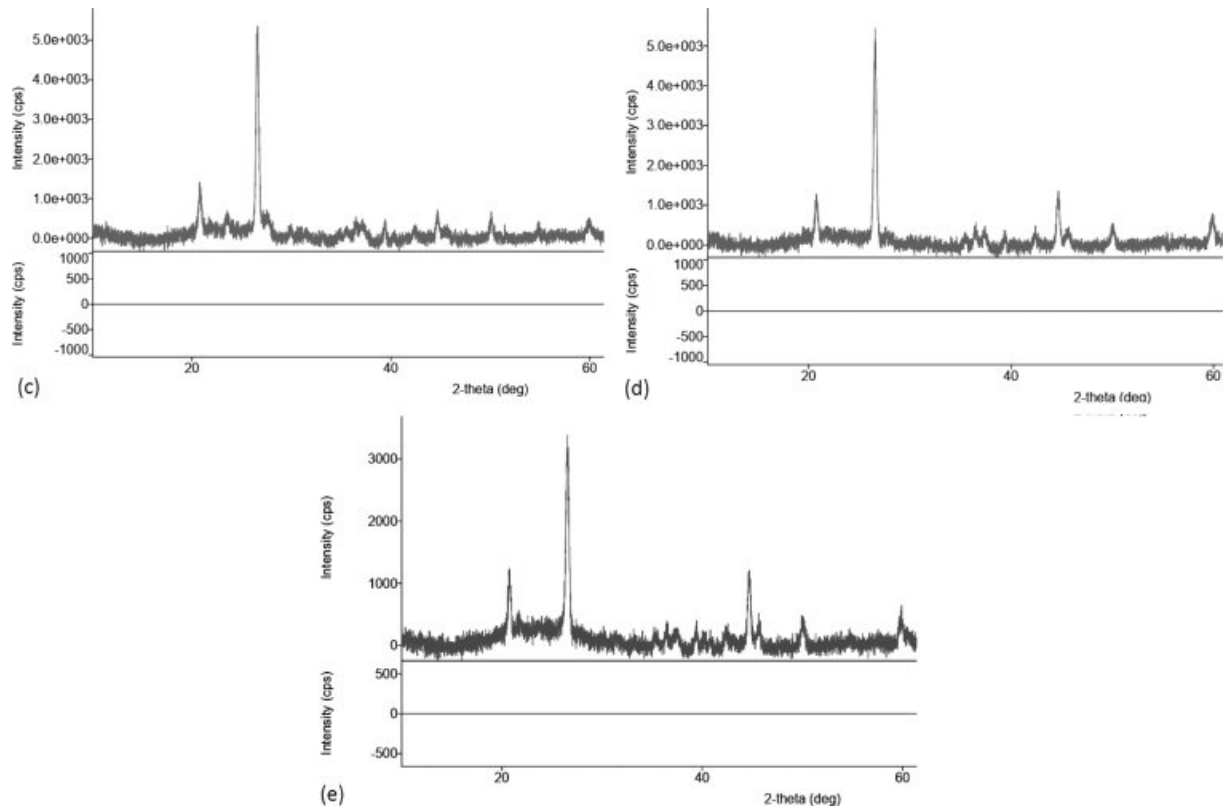 Intensity (cps)
5.0e+003
4.0e+003
3.0e+003
2.0e+003
1.0e+003
0.0e+000
Intensity (cps)
1000
500
0
-500
-1000
20 40 60
2-theta (deg)
(c)
Intensity (cps)
5.0e+003
4.0e+003
3.0e+003
2.0e+003
1.0e+003
0.0e+000
Intensity (cps)
1000
500
0
-500
-1000
20 40 60
2-theta (deg)
(d)
Intensity (cps)
3000
2000
1000
0
Intensity (cps)
500
0
-500
20 40 60
2-theta (deg)
(e)